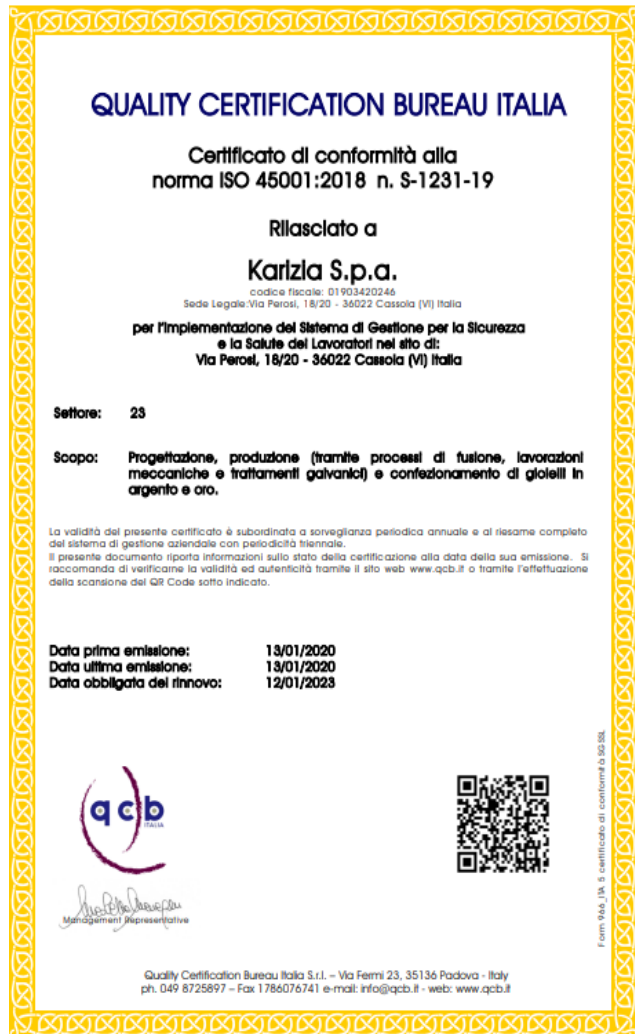 QUALITY CERTIFICATION BUREAU ITALIA
Certificato di conformità alla
norma ISO 45001:2018 n. S-1231-19
Rilasciato a
Karizia S.p.a.
codice fiscale: 01903420246
Sede Legale:Via Perosi, 18/20 - 36022 Cassola (VI) Italia
per l'implementazione del Sistema di Gestione per la Sicurezza
e la Salute dei Lavoratori nel sito di:
Via Perosi, 18/20 - 36022 Cassola (VI) Italia
Settore: 23
Scopo: Progettazione, produzione (tramite processi di fusione, lavorazioni
meccaniche e trattamenti galvanici) e confezionamento di gioielli in
argento e oro.
La validità del presente certificato è subordinata a sorveglianza periodica annuale e al riesame completo
del sistema di gestione aziendale con periodicità triennale.
Il presente documento riporta informazioni sullo stato della certificazione alla data della sua emissione. Si
raccomanda di verificarne la validità ed autenticità tramite il sito web www.qcb.it o tramite l'effettuazione
della scansione del QR Code sotto indicato.
Data prima emissione: 13/01/2020
Data ultima emissione: 13/01/2020
Data obbligata del rinnovo: 12/01/2023
qcb
ITALIA
Management Representative
Form 966_ITA 5 certificato di conformità SG SSL
Quality Certification Bureau Italia S.r.l. – Via Fermi 23, 35136 Padova - Italy
ph. 049 8725897 – Fax 1786076741 e-mail: info@qcb.it - web: www.qcb.it